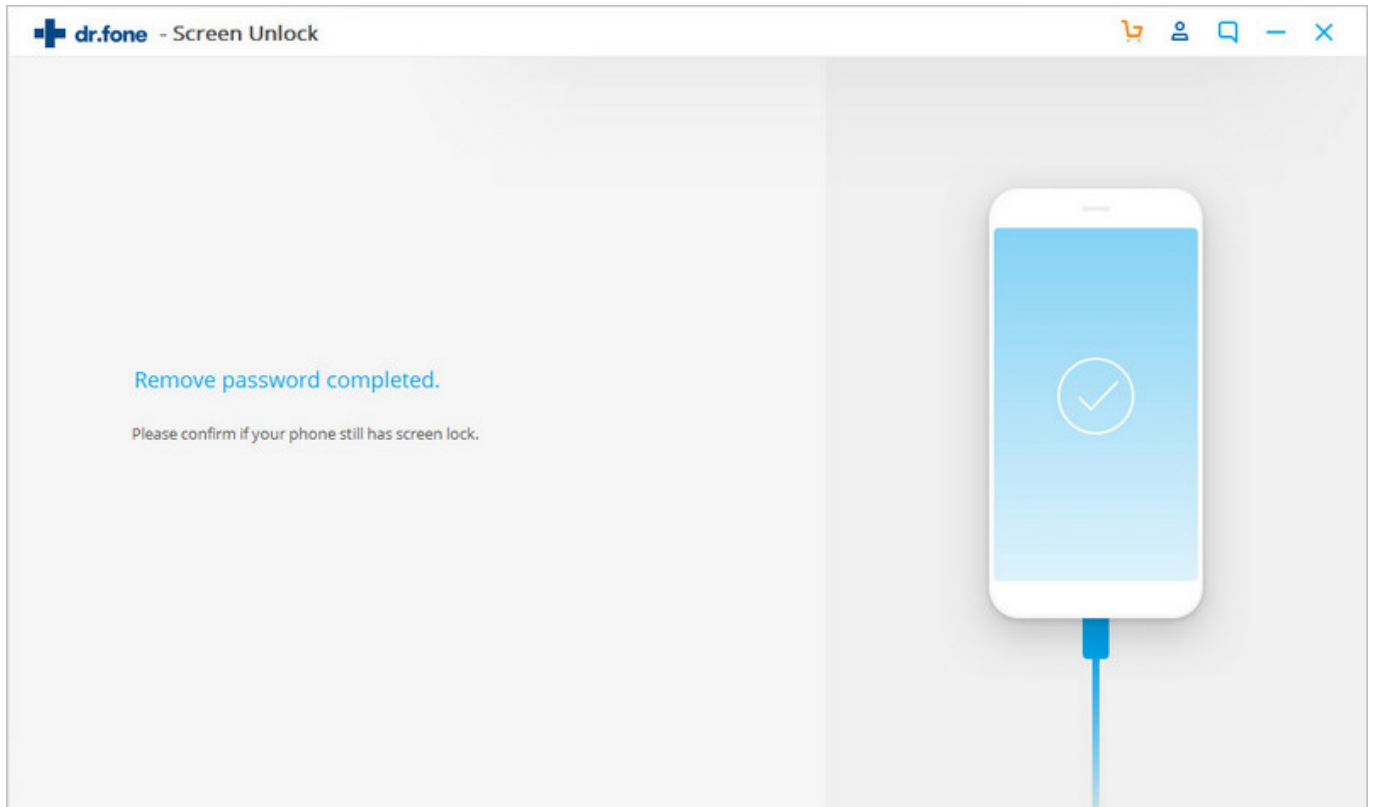 dr.fone - Screen Unlock
Remove password completed.
Please confirm if your phone still has screen lock.